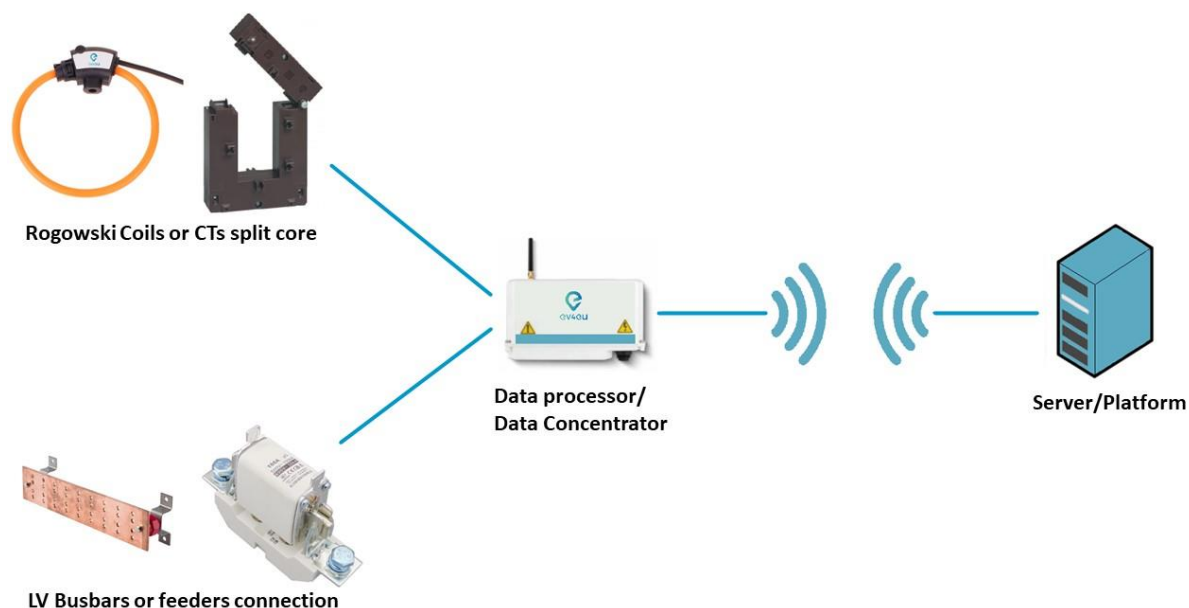 Rogowski Coils or CTs split core
ev4eu
Data processor/
Data Concentrator
Server/Platform
LV Busbars or feeders connection